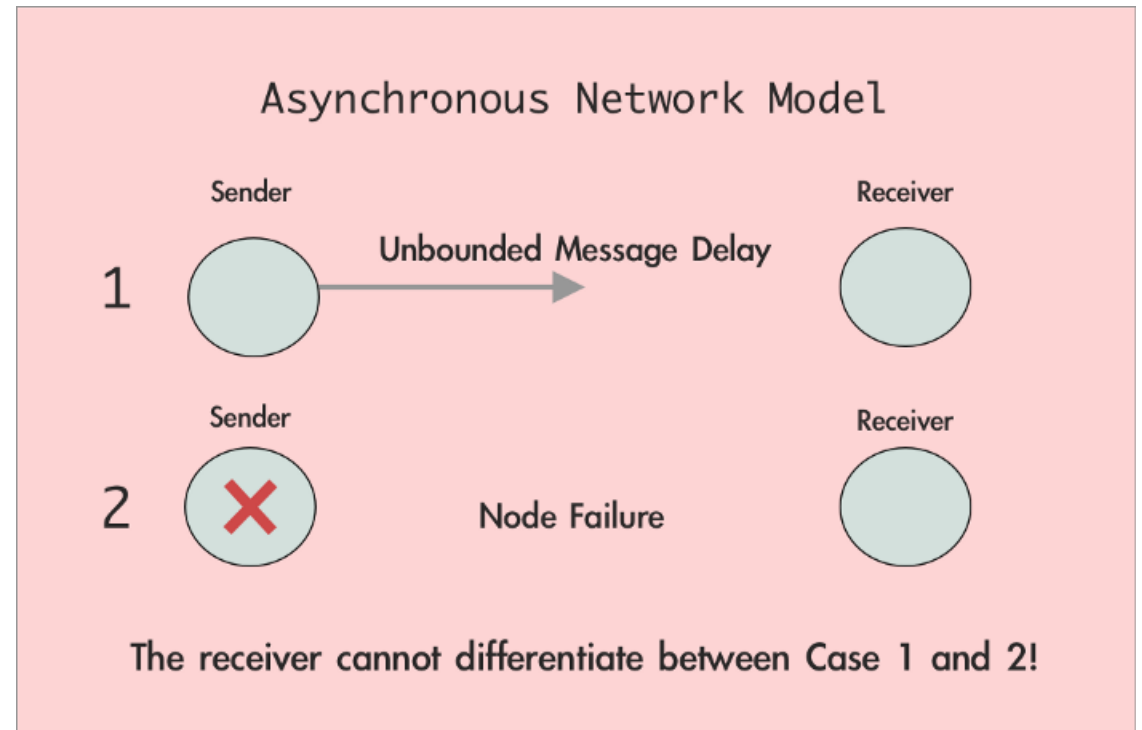 Asynchronous Network Model
Sender
Receiver
Unbounded Message Delay
1
Sender
Receiver
2
Node Failure
The receiver cannot differentiate between Case 1 and 2!